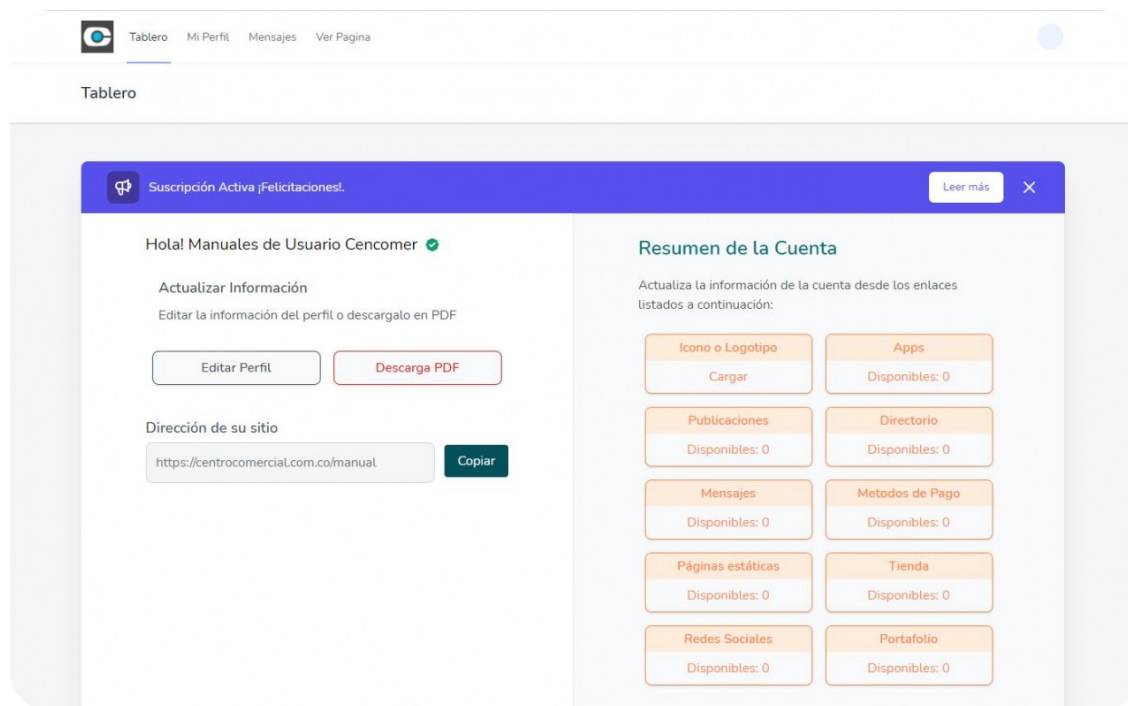 Tablero Mi Perfil Mensajes Ver Pagina
Tablero
Suscripción Activa ¡Felicitaciones!.
Leer más
Hola! Manuales de Usuario Cencomer
Actualizar Información
Editar la información del perfil o descargalo en PDF
Editar Perfil
Descarga PDF
Dirección de su sitio
https://centrocomercial.com.co/manual
Copiar
Resumen de la Cuenta
Actualiza la información de la cuenta desde los enlaces
listados a continuación:
Icono o Logotipo
Cargar
Apps
Disponibles: 0
Publicaciones
Disponibles: 0
Directorio
Disponibles: 0
Mensajes
Disponibles: 0
Metodos de Pago
Disponibles: 0
Páginas estáticas
Disponibles: 0
Tienda
Disponibles: 0
Redes Sociales
Disponibles: 0
Portafolio
Disponibles: 0